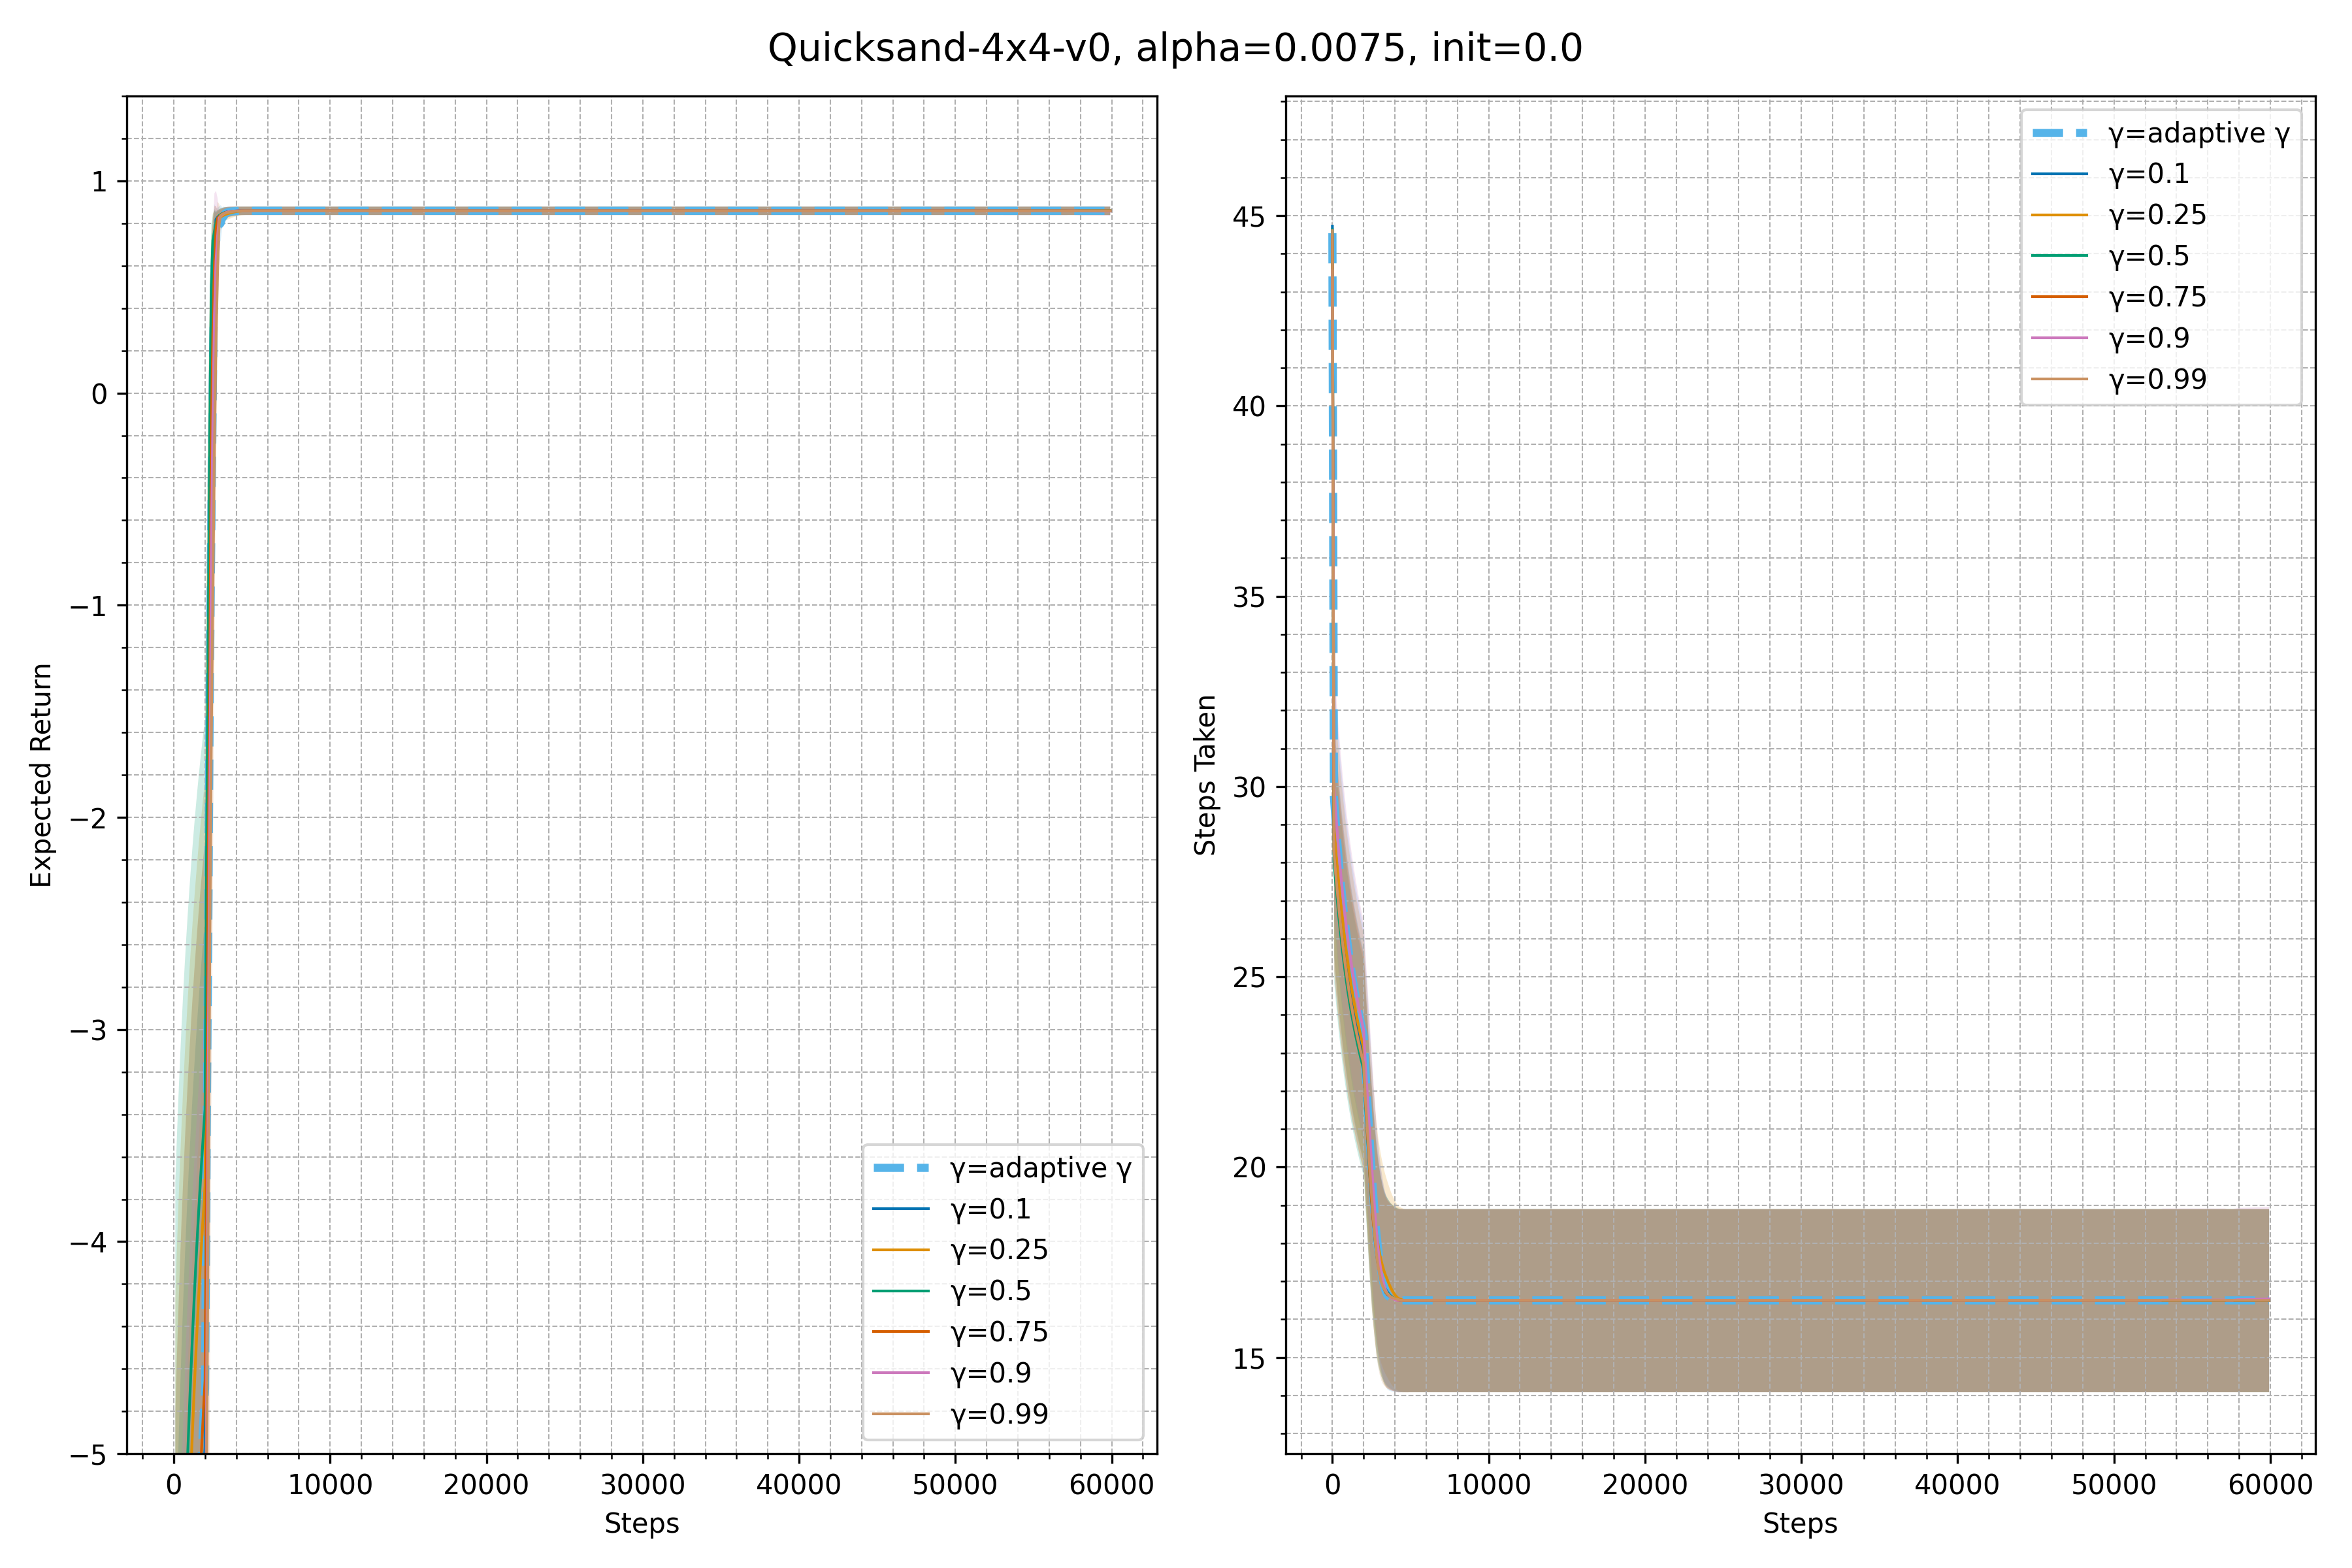 Quicksand-4x4-v0, alpha=0.0075, init=0.0
Expected Return
1
0
−1
−2
−3
−4
−5
0 10000 20000 30000 40000 50000 60000
Steps
γ=adaptive γ
γ=0.1
γ=0.25
γ=0.5
γ=0.75
γ=0.9
γ=0.99
Steps Taken
45
40
35
30
25
20
15
0 10000 20000 30000 40000 50000 60000
Steps
γ=adaptive γ
γ=0.1
γ=0.25
γ=0.5
γ=0.75
γ=0.9
γ=0.99